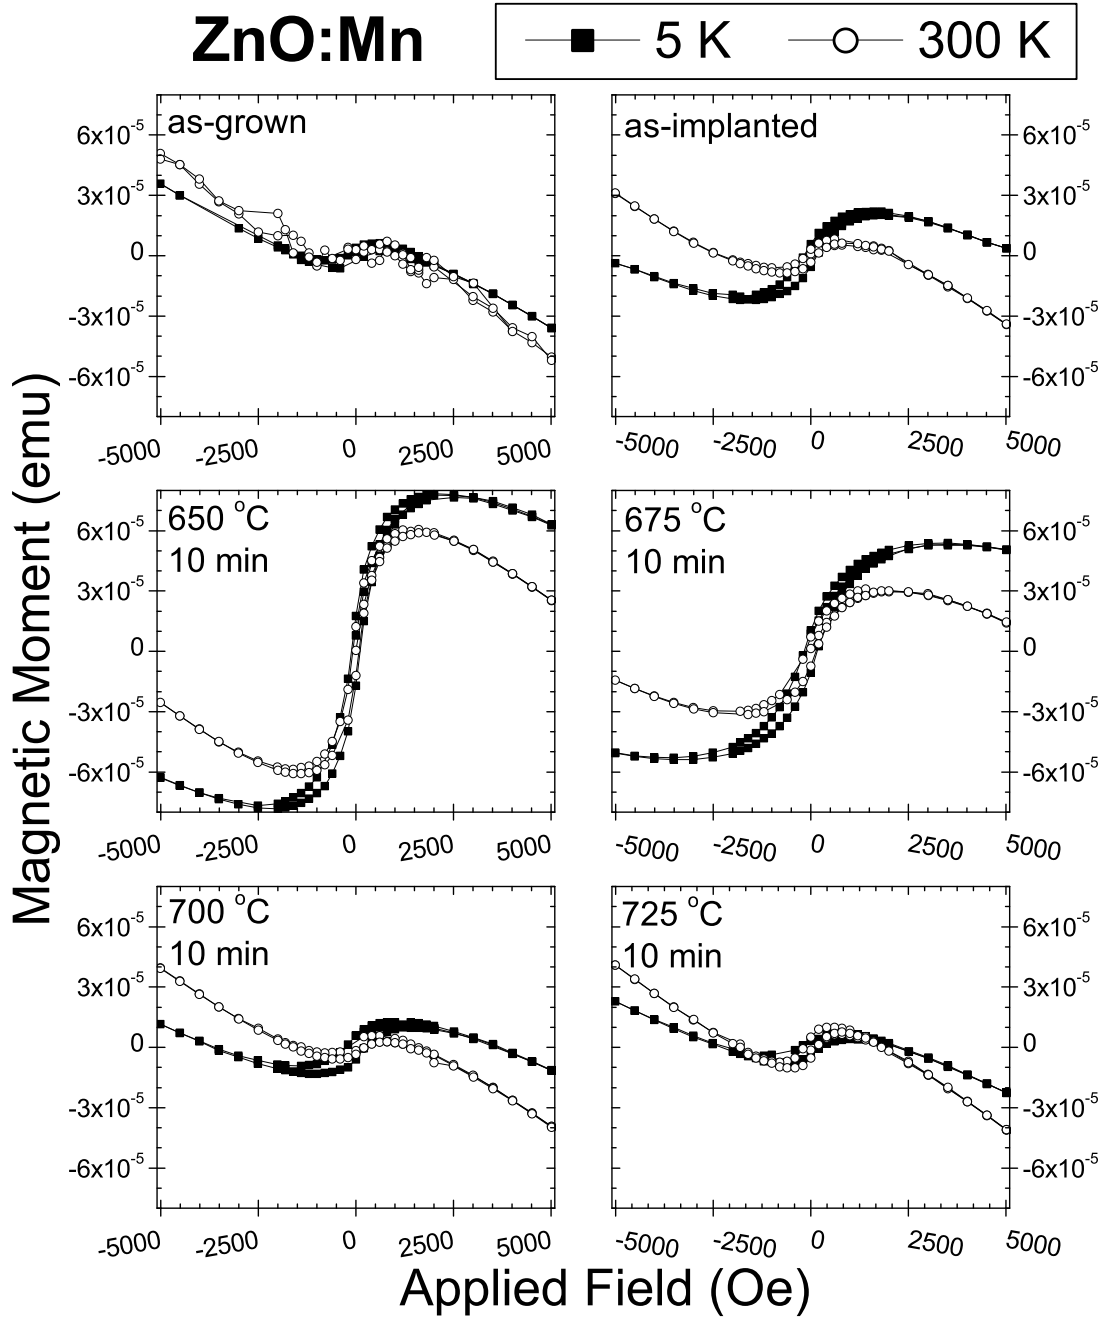 ZnO:Mn
5 K
300 K
as-grown
6x10⁻⁵
3x10⁻⁵
0
-3x10⁻⁵
-6x10⁻⁵
-5000 -2500 0 2500 5000
as-implanted
6x10⁻⁵
3x10⁻⁵
0
-3x10⁻⁵
-6x10⁻⁵
-5000 -2500 0 2500 5000
650 °C
10 min
6x10⁻⁵
3x10⁻⁵
0
-3x10⁻⁵
-6x10⁻⁵
-5000 -2500 0 2500 5000
675 °C
10 min
6x10⁻⁵
3x10⁻⁵
0
-3x10⁻⁵
-6x10⁻⁵
-5000 -2500 0 2500 5000
700 °C
10 min
6x10⁻⁵
3x10⁻⁵
0
-3x10⁻⁵
-6x10⁻⁵
-5000 -2500 0 2500 5000
725 °C
10 min
6x10⁻⁵
3x10⁻⁵
0
-3x10⁻⁵
-6x10⁻⁵
-5000 -2500 0 2500 5000
Magnetic Moment (emu)
Applied Field (Oe)